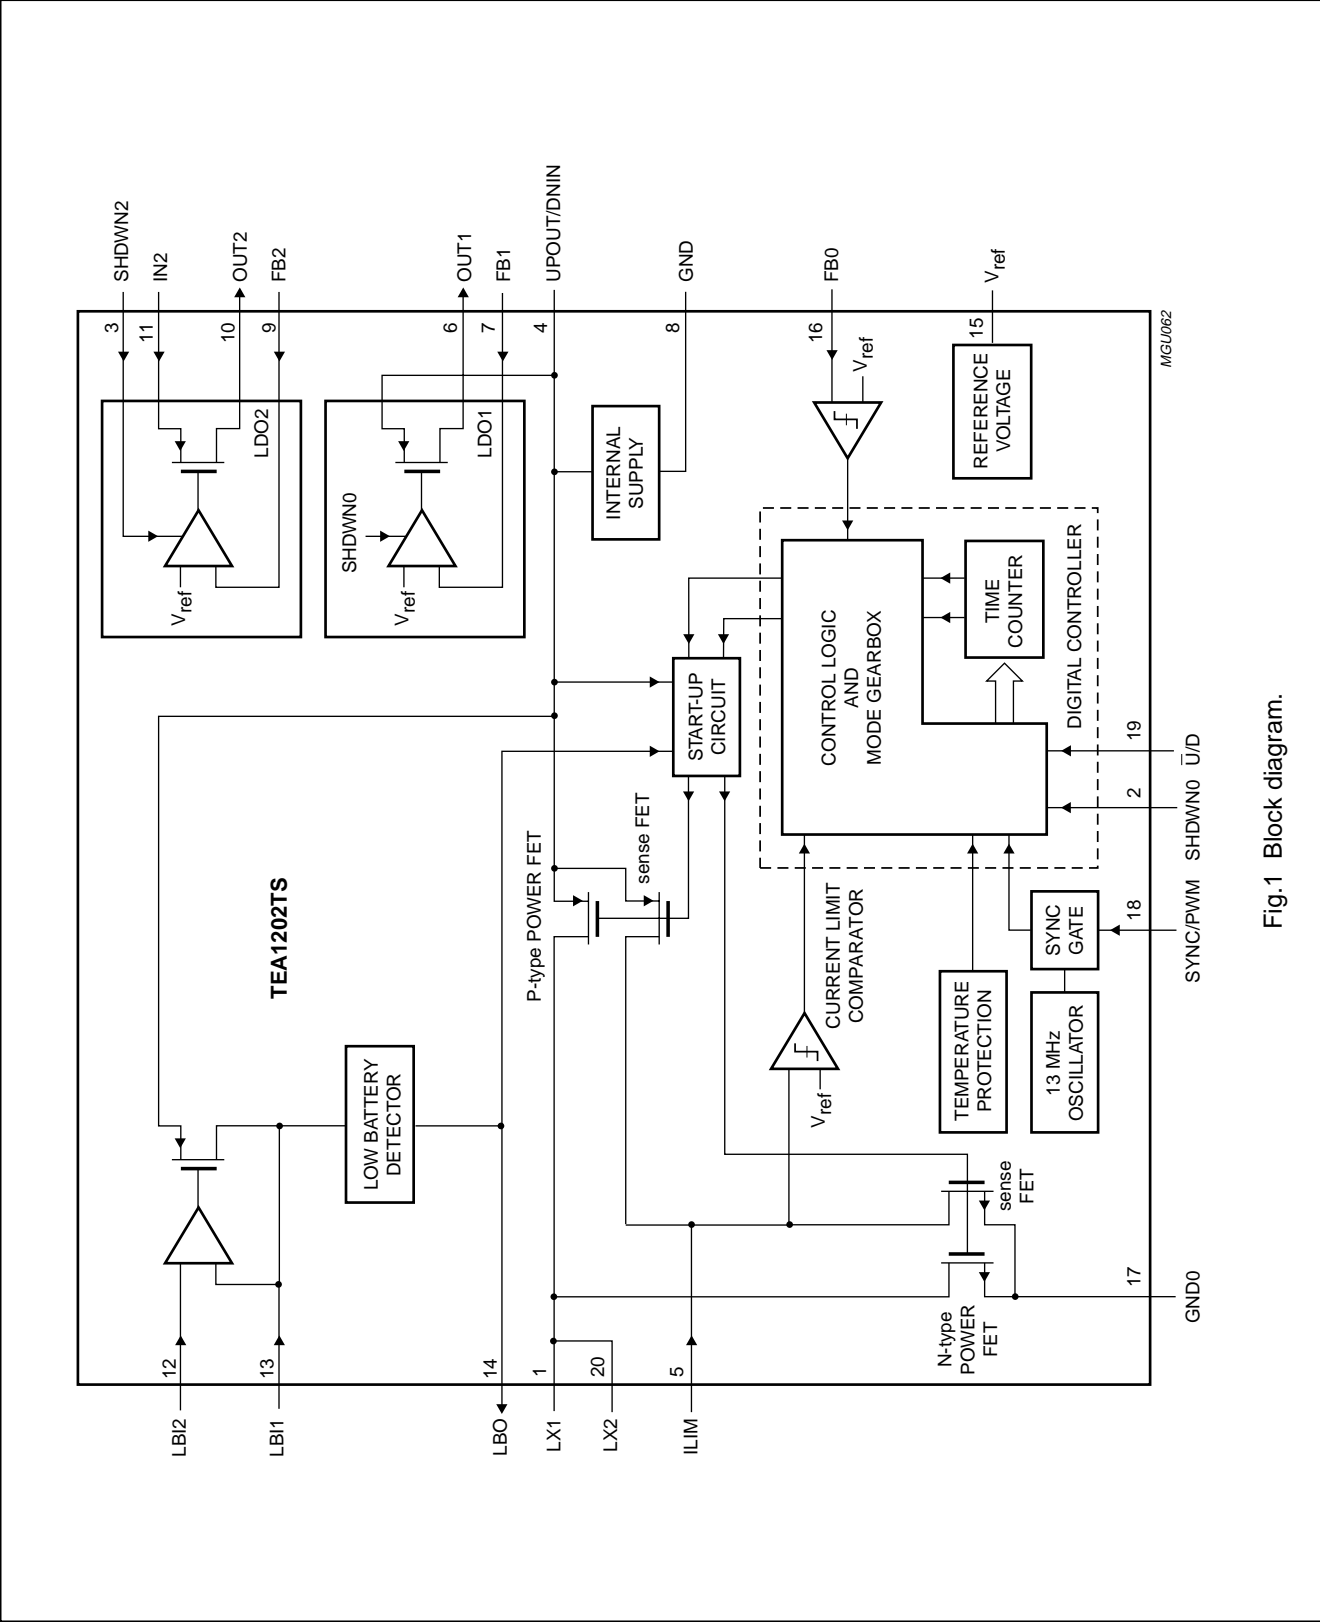 SHDWN2
IN2
OUT2
FB2
OUT1
FB1
UPOUT/DNIN
GND
FB0
Vref
3
11
10
9
6
7
4
8
16
15
LDO2
Vref
LDO1
SHDWN0
Vref
INTERNAL
SUPPLY
Vref
REFERENCE
VOLTAGE
MGU062
TEA1202TS
P-type POWER FET
sense FET
START-UP
CIRCUIT
CONTROL LOGIC
AND
MODE GEARBOX
TIME
COUNTER
DIGITAL CONTROLLER
LOW BATTERY
DETECTOR
CURRENT LIMIT
COMPARATOR
Vref
TEMPERATURE
PROTECTION
SYNC
GATE
13 MHz
OSCILLATOR
sense
FET
N-type
POWER
FET
12
13
14
1
20
5
LBI2
LBI1
LBO
LX1
LX2
ILIM
17
GND0
18
SYNC/PWM
2
SHDWN0
19
U̅/D
Fig.1 Block diagram.